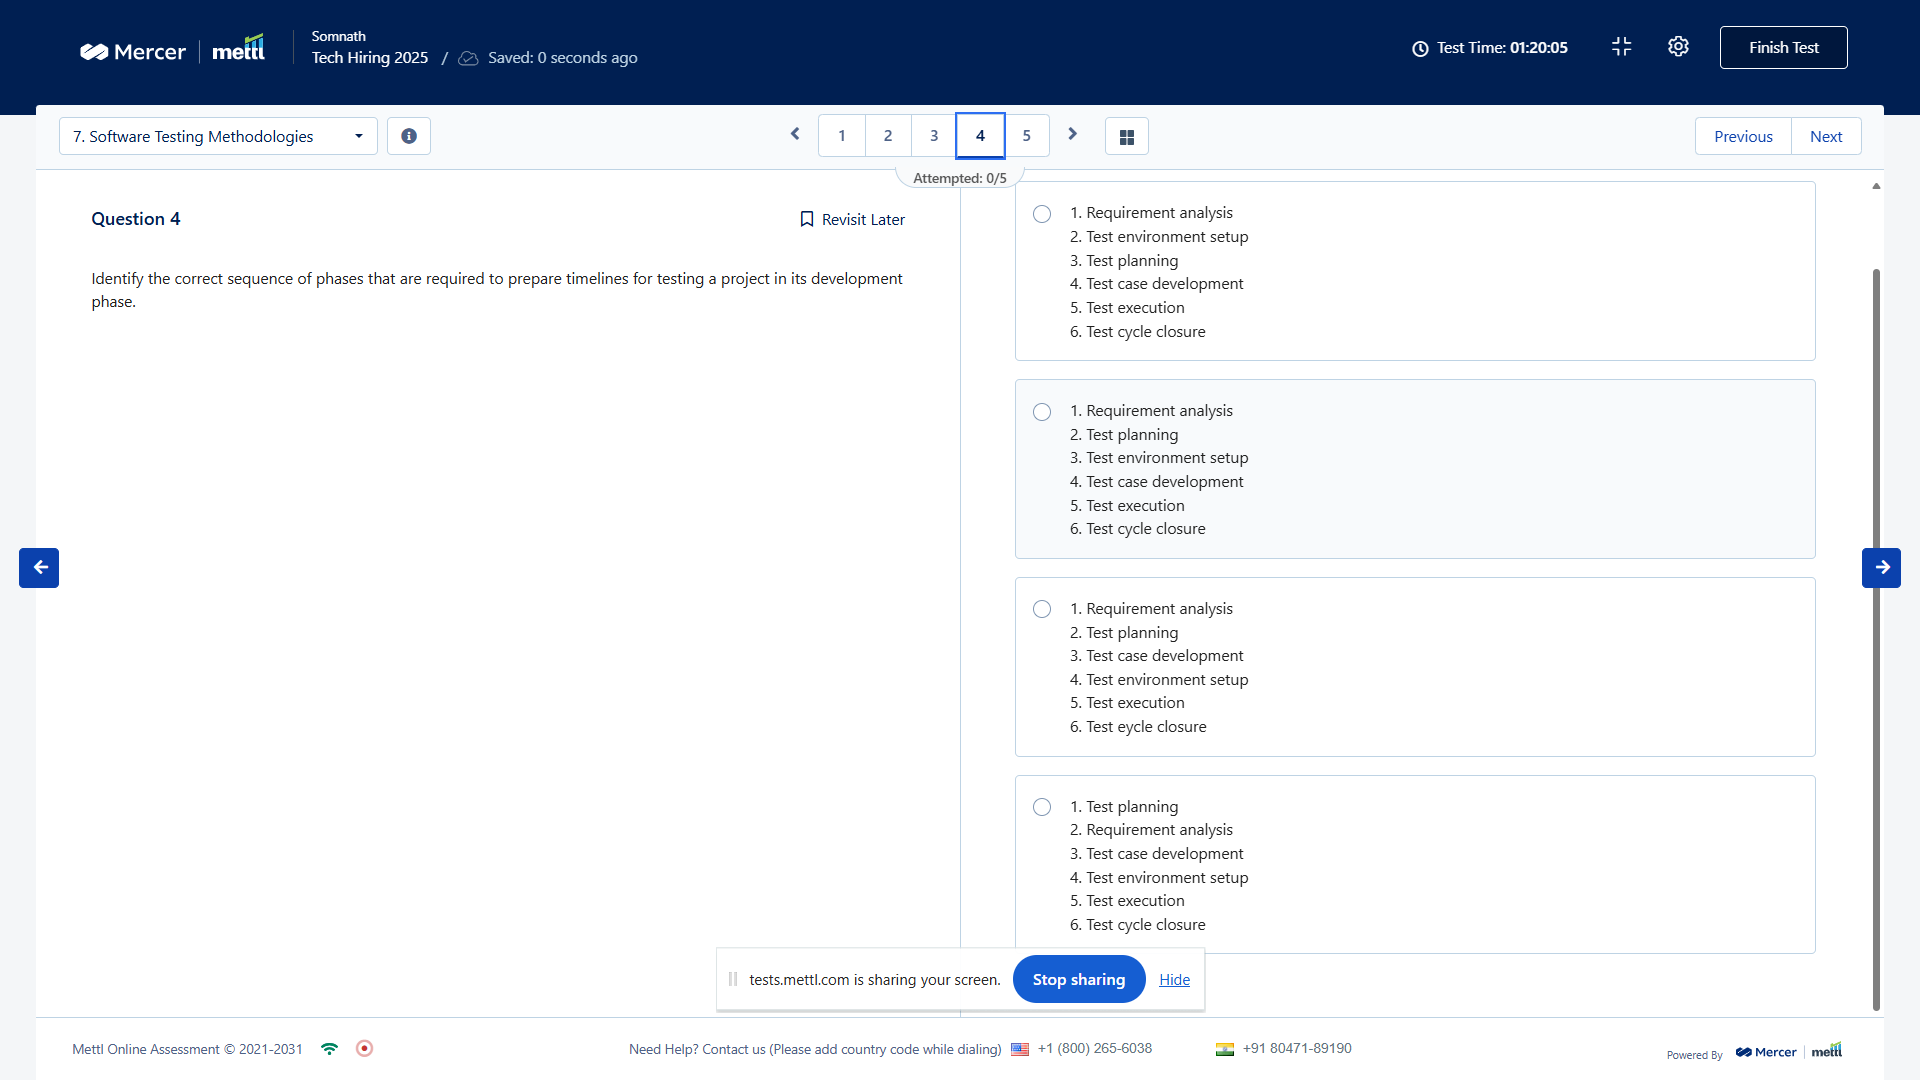 Mercer | mettl
Somnath
Tech Hiring 2025 / Saved: 0 seconds ago
Test Time: 01:20:05
Finish Test
7. Software Testing Methodologies
1 2 3 4 5
Previous
Next
Attempted: 0/5
Question 4
Revisit Later
Identify the correct sequence of phases that are required to prepare timelines for testing a project in its development
phase.
1. Requirement analysis
2. Test environment setup
3. Test planning
4. Test case development
5. Test execution
6. Test cycle closure
1. Requirement analysis
2. Test planning
3. Test environment setup
4. Test case development
5. Test execution
6. Test cycle closure
1. Requirement analysis
2. Test planning
3. Test case development
4. Test environment setup
5. Test execution
6. Test eycle closure
1. Test planning
2. Requirement analysis
3. Test case development
4. Test environment setup
5. Test execution
6. Test cycle closure
tests.mettl.com is sharing your screen.
Stop sharing
Hide
Mettl Online Assessment © 2021-2031
Need Help? Contact us (Please add country code while dialing) +1 (800) 265-6038
+91 80471-89190
Powered By Mercer | mettl